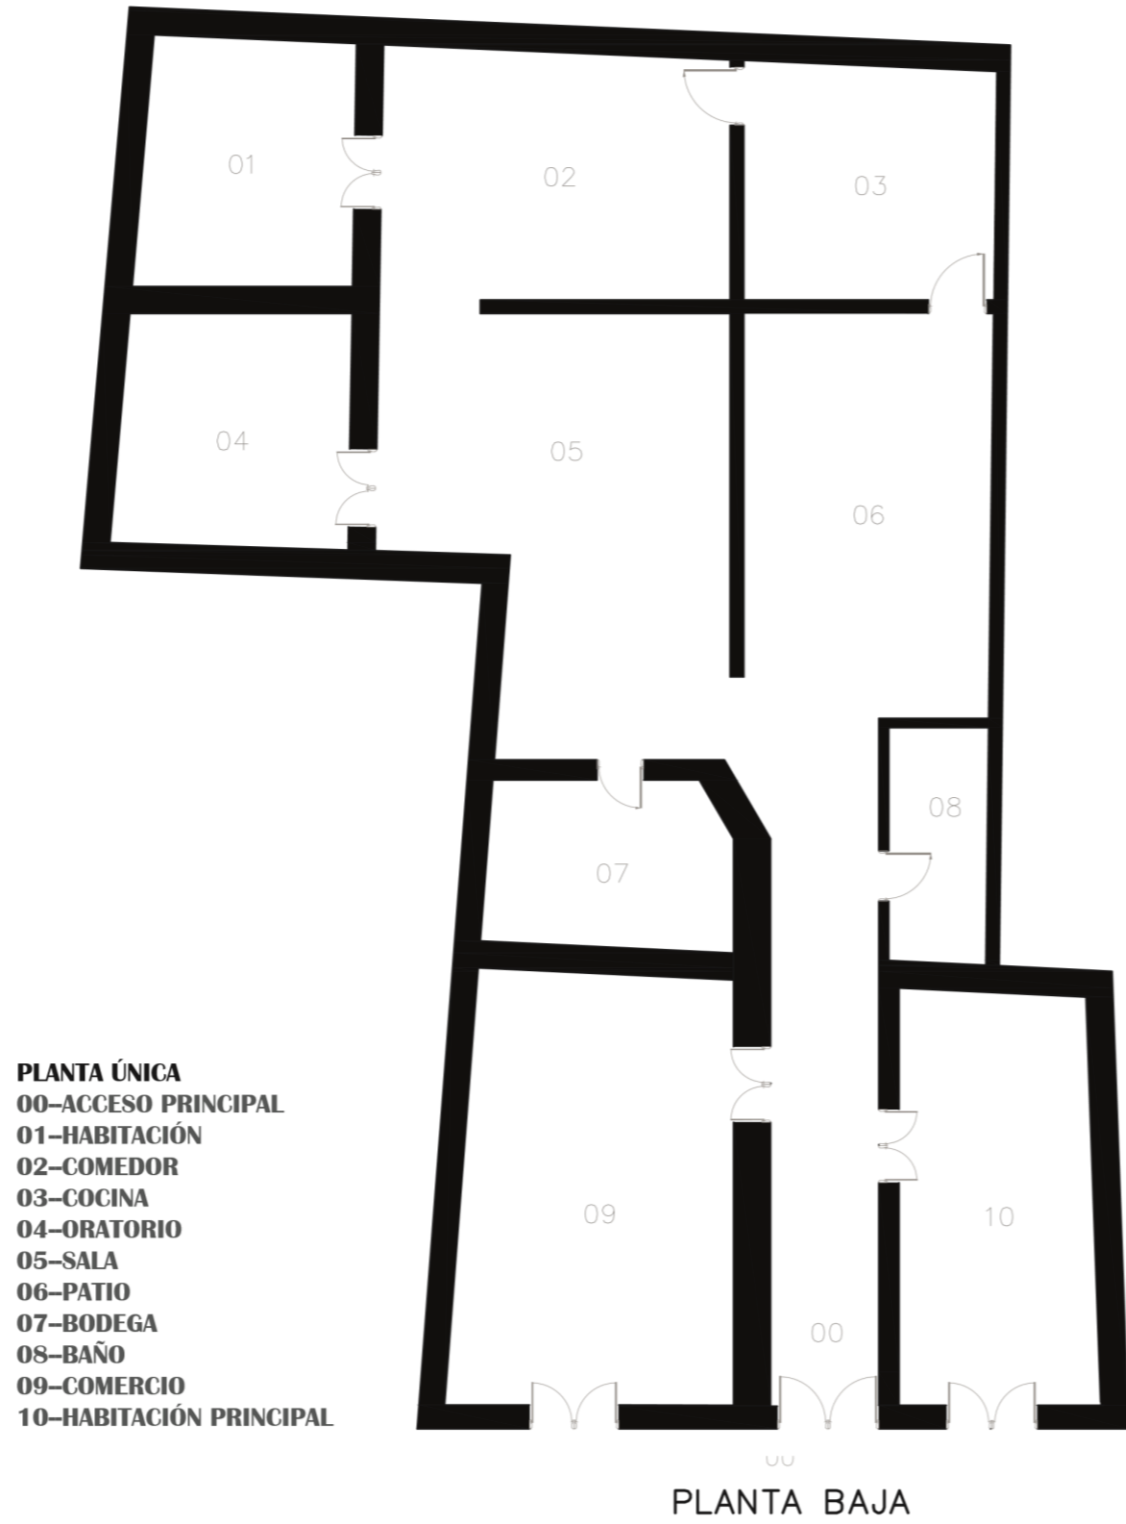 01
02
03
04
05
06
08
07
09
10
00
PLANTA ÚNICA
00–ACCESO PRINCIPAL
01–HABITACIÓN
02–COMEDOR
03–COCINA
04–ORATORIO
05–SALA
06–PATIO
07–BODEGA
08–BAÑO
09–COMERCIO
10–HABITACIÓN PRINCIPAL
PLANTA BAJA